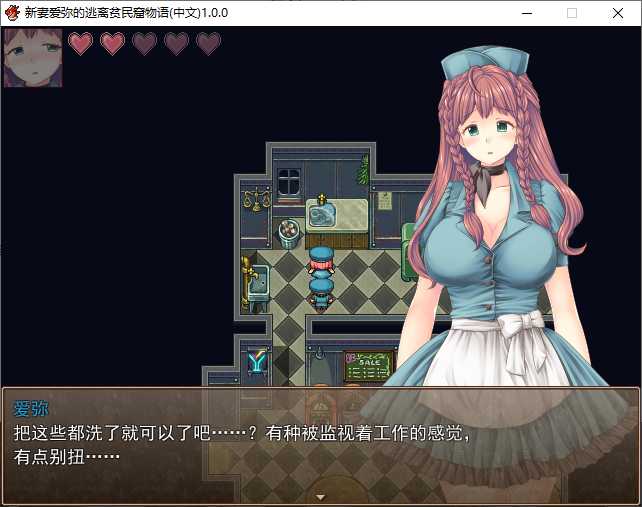 新妻爱弥的逃离贫民窟物语(中文)1.0.0
SALE
爱弥
把这些都洗了就可以了吧……？有种被监视着工作的感觉，
有点别扭……